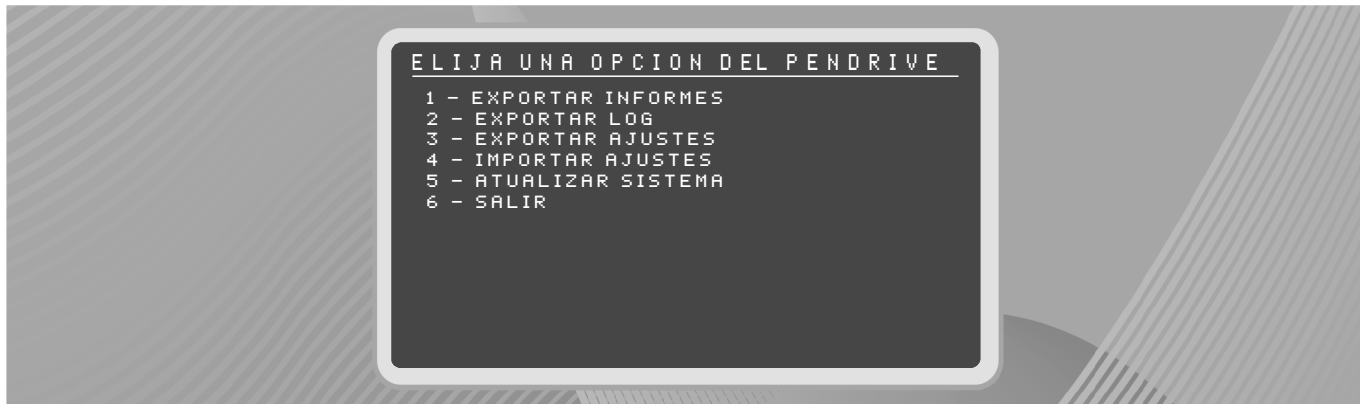 ELIJA UNA OPCION DEL PENDRIVE
1 - EXPORTAR INFORMES
2 - EXPORTAR LOG
3 - EXPORTAR AJUSTES
4 - IMPORTAR AJUSTES
5 - ATUALIZAR SISTEMA
6 - SALIR